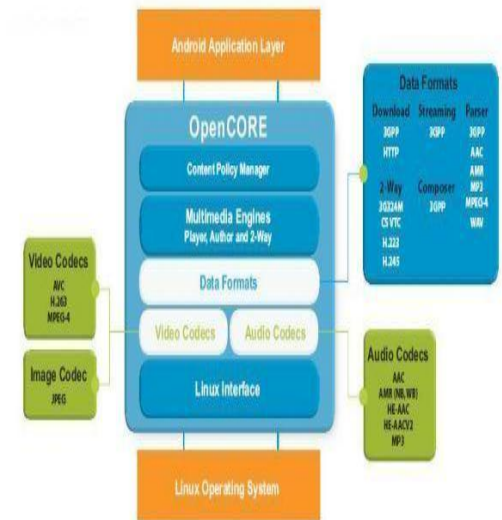 Android Application Layer
OpenCORE
Content Policy Manager
Multimedia Engines
Player, Author and 2-Way
Data Formats
Video Codecs
Audio Codecs
Linux Interface
Linux Operating System
Video Codecs
AVC
H.263
MPEG-4
Image Codec
JPEG
Data Formats
Download
3GPP
HTTP
Streaming
3GPP
Parser
3GPP
AAC
AMR
MP3
MPEG-4
WAV
2-Way
3G324M
CS VTC
H.223
H.245
Composer
3GPP
Audio Codecs
AAC
AMR (NB, WB)
HE-AAC
HE-AACV2
MP3